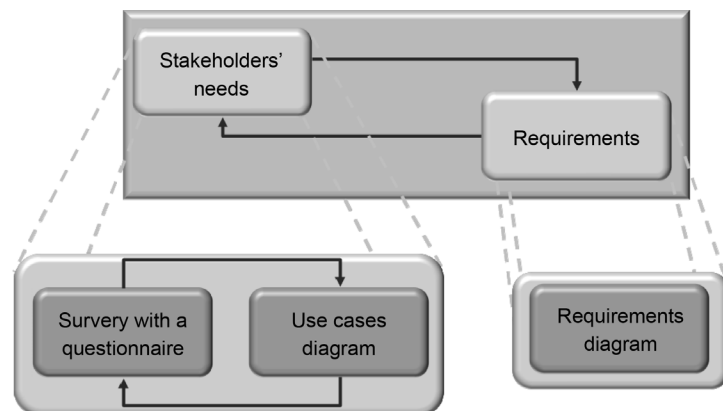 Stakeholders'
needs
Requirements
Survery with a
questionnaire
Use cases
diagram
Requirements
diagram